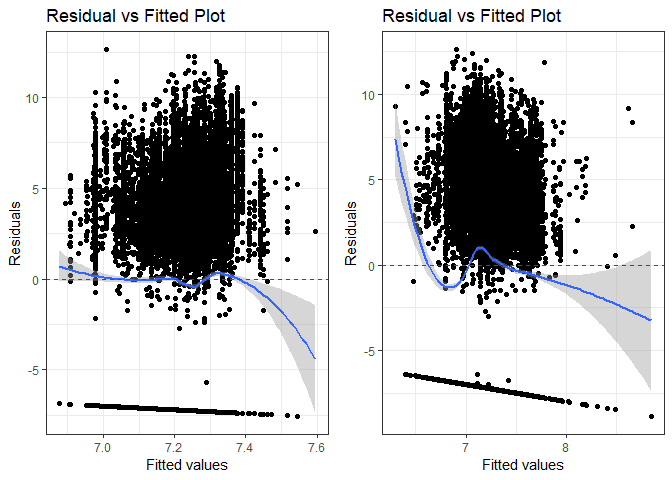 Residual vs Fitted Plot
Residuals
10
5
0
-5
7.0
7.2
7.4
7.6
Fitted values
Residual vs Fitted Plot
Residuals
10
5
0
-5
7
8
Fitted values